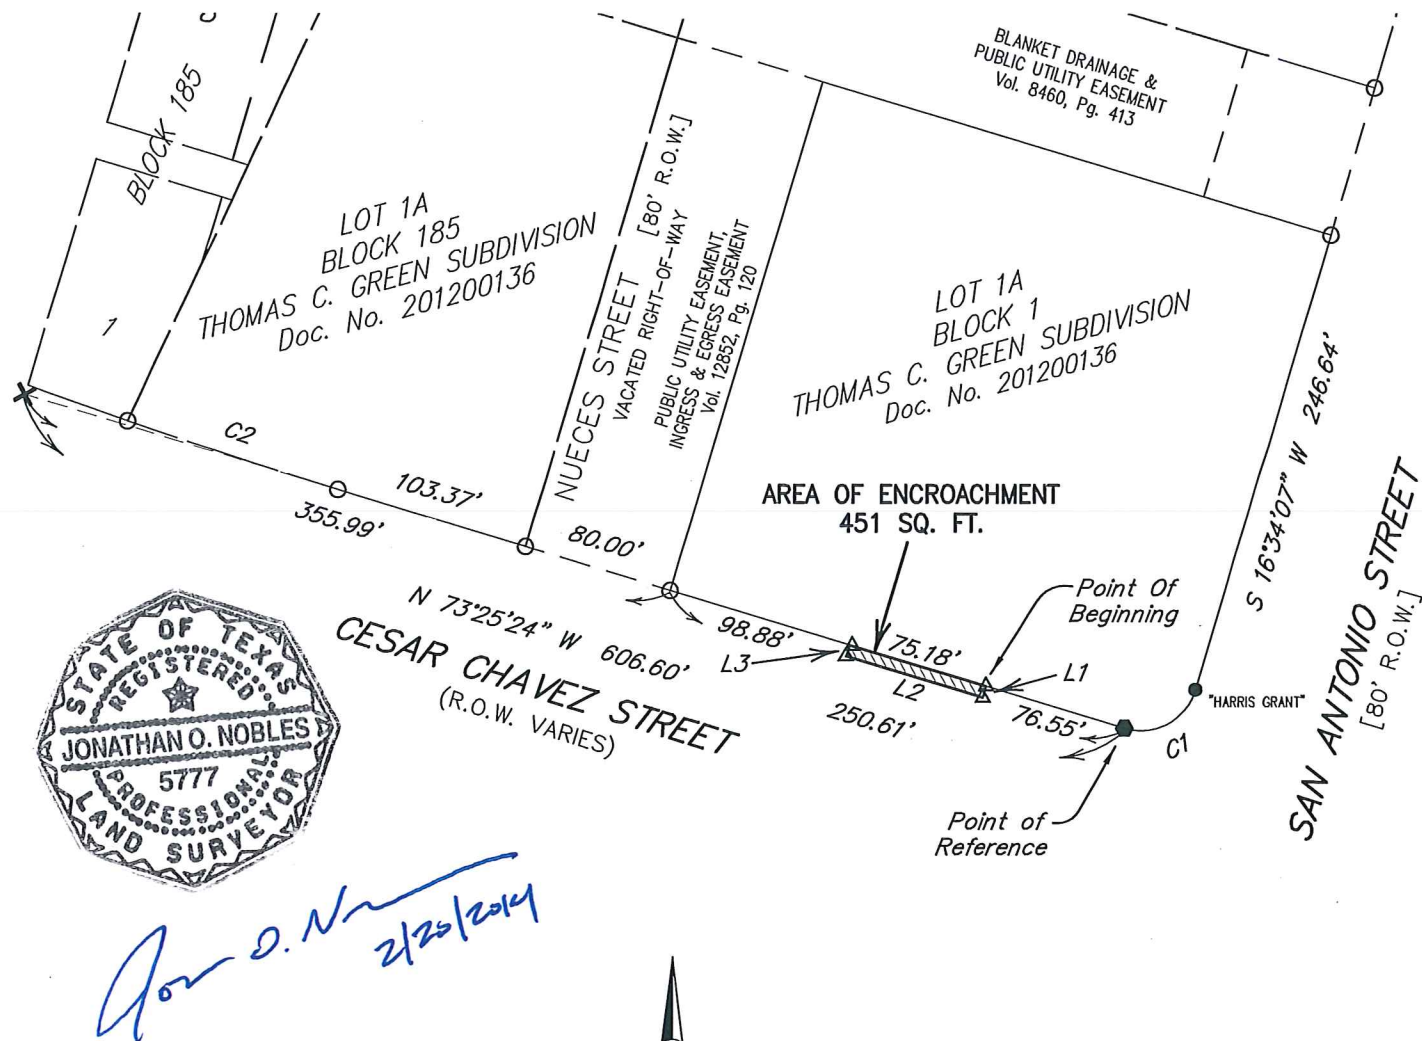 BLOCK 185
1
LOT 1A
BLOCK 185
THOMAS C. GREEN SUBDIVISION
Doc. No. 201200136
NUECES STREET [80' R.O.W.]
VACATED RIGHT-OF-WAY
PUBLIC UTILITY EASEMENT,
INGRESS & EGRESS EASEMENT
Vol. 12852, Pg. 120
BLANKET DRAINAGE &
PUBLIC UTILITY EASEMENT
Vol. 8460, Pg. 413
LOT 1A
BLOCK 1
THOMAS C. GREEN SUBDIVISION
Doc. No. 201200136
S 16°34'07" W 246.64'
SAN ANTONIO STREET
[80' R.O.W.]
C2
103.37'
355.99'
80.00'
AREA OF ENCROACHMENT
451 SQ. FT.
Point Of
Beginning
N 73°25'24" W 606.60'
CESAR CHAVEZ STREET
(R.O.W. VARIES)
98.88'
75.18'
L3
L2
L1
250.61'
76.55'
"HARRIS GRANT"
C1
Point of
Reference
STATE OF TEXAS
REGISTERED
JONATHAN O. NOBLES
5777
PROFESSIONAL
LAND SURVEYOR
2/20/2014